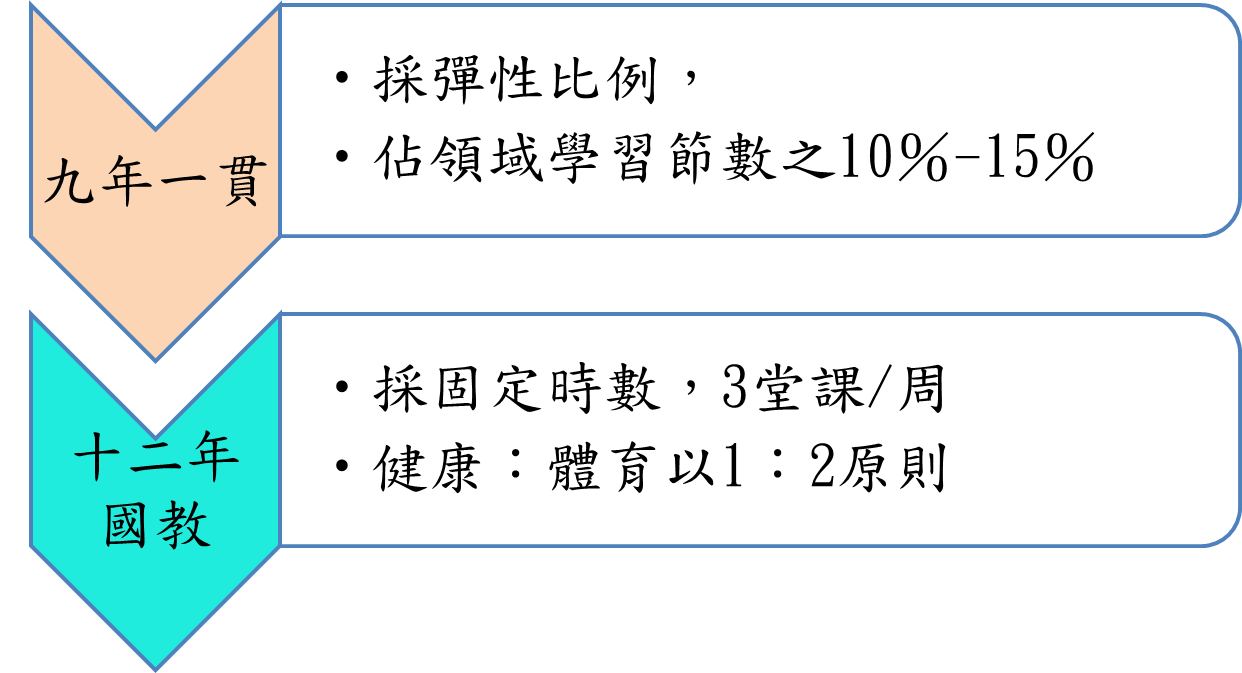 九年一貫
•採彈性比例，
•佔領域學習節數之10%-15%
十二年
國教
•採固定時數，3堂課/周
•健康：體育以1：2原則